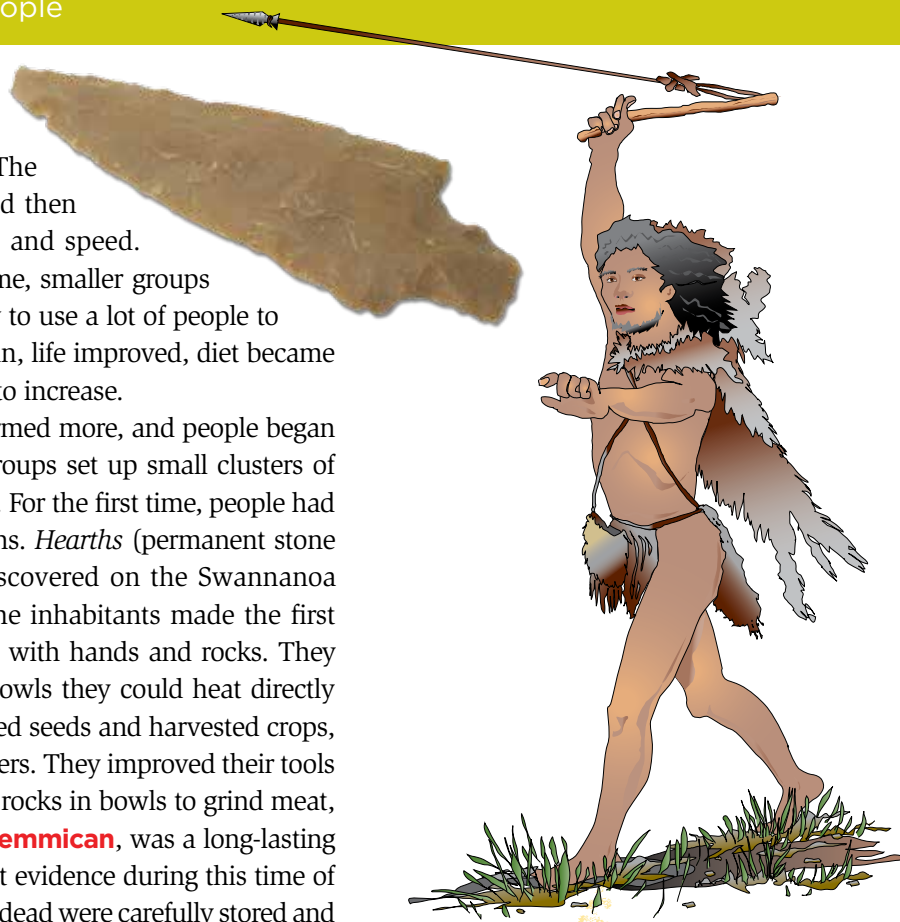 ople
The
d then
and speed.
me, smaller groups
to use a lot of people to
n, life improved, diet became
to increase.
rmed more, and people began
roups set up small clusters of
For the first time, people had
ns. Hearths (permanent stone
iscovered on the Swannanoa
ne inhabitants made the first
with hands and rocks. They
owls they could heat directly
ed seeds and harvested crops,
ers. They improved their tools
rocks in bowls to grind meat,
emmican, was a long-lasting
t evidence during this time of
dead were carefully stored and